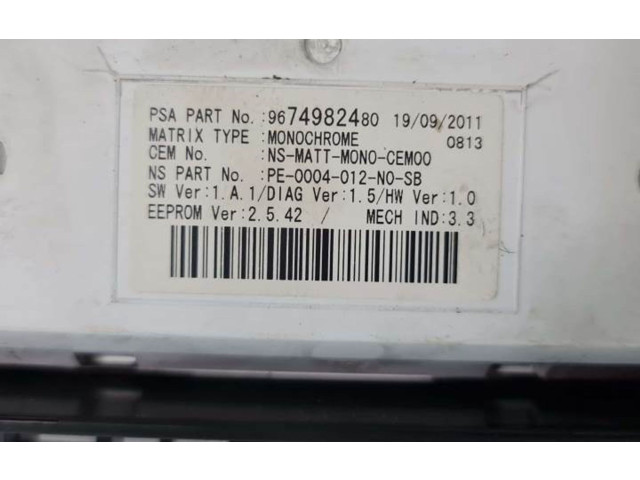 PSA PART No.:9674982480 19/09/2011
MATRIX TYPE :MONOCHROME 0813
CEM No. :NS-MATT-MONO-CEM00
NS PART No. :PE-0004-012-N0-SB
SW Ver:1.A.1/DIAG Ver:1.5/HW Ver:1.0
EEPROM Ver:2.5.42 / MECH IND:3.3